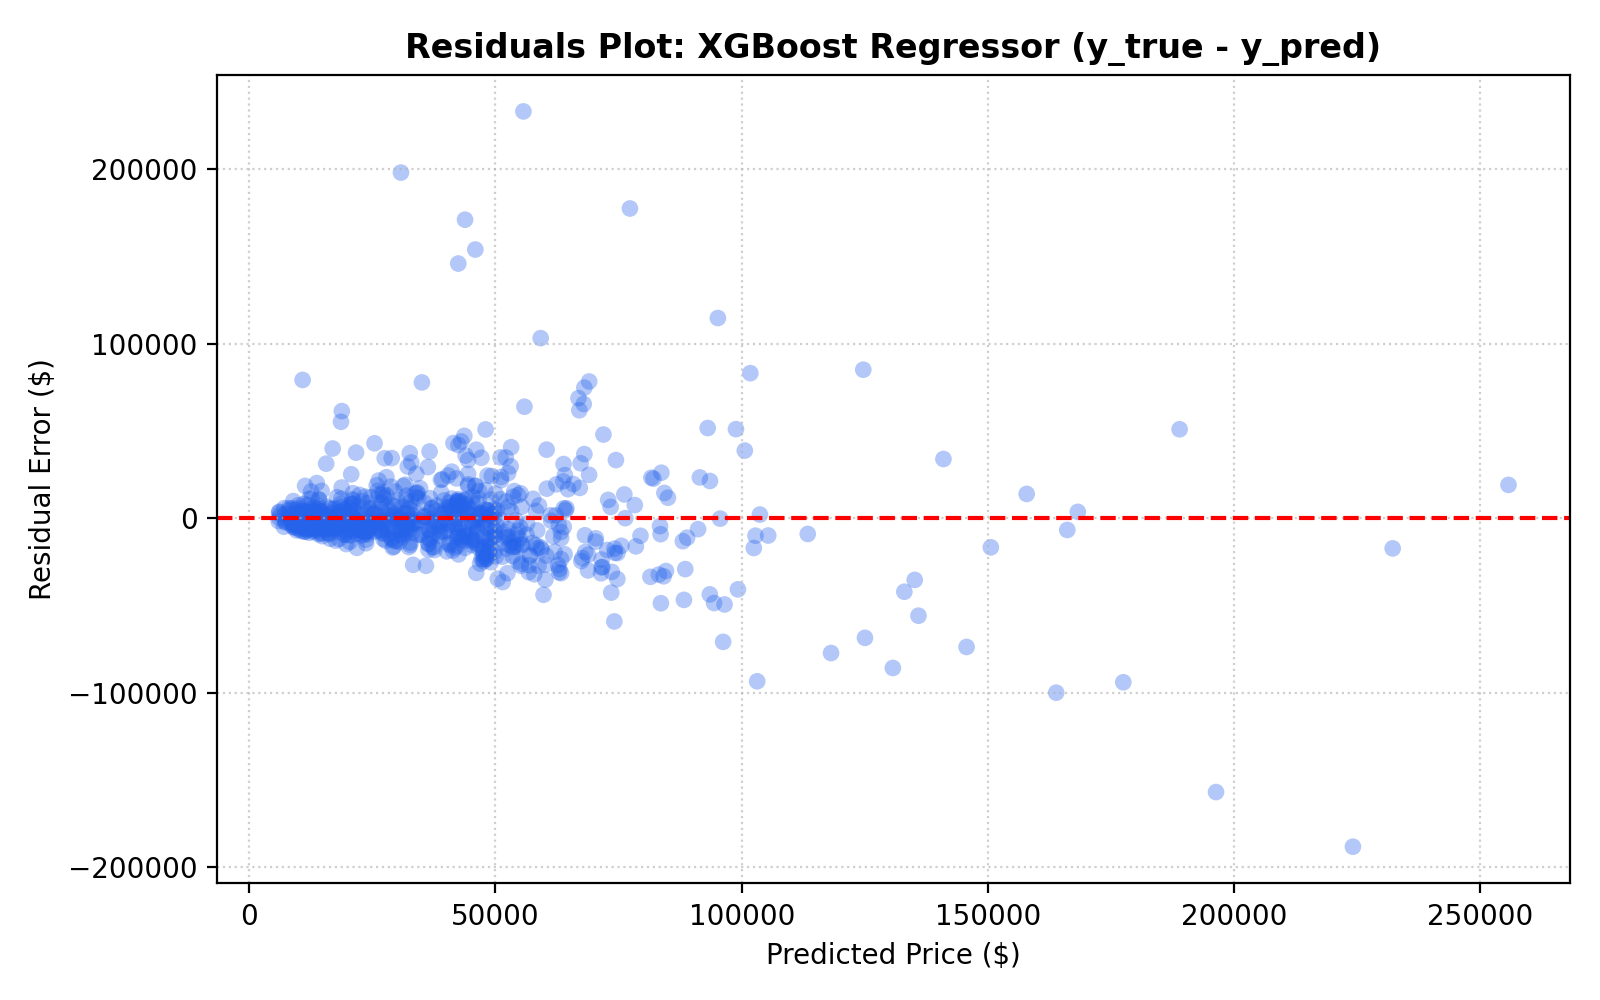 Residuals Plot: XGBoost Regressor (y_true - y_pred)
Residual Error ($)
200000
100000
0
−100000
−200000
0 50000 100000 150000 200000 250000
Predicted Price ($)